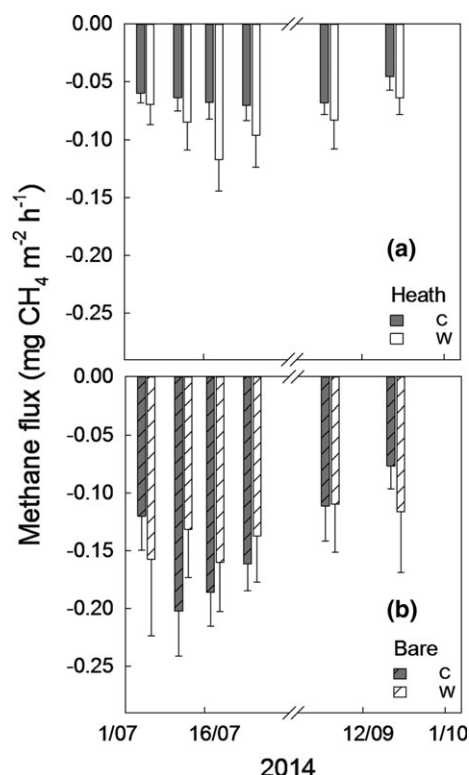 Methane flux (mg CH₄ m⁻² h⁻¹)
0.00
-0.05
-0.10
-0.15
-0.20
-0.25
(a)
Heath
C
W
0.00
-0.05
-0.10
-0.15
-0.20
-0.25
(b)
Bare
C
W
1/07 16/07 12/09 1/10
2014